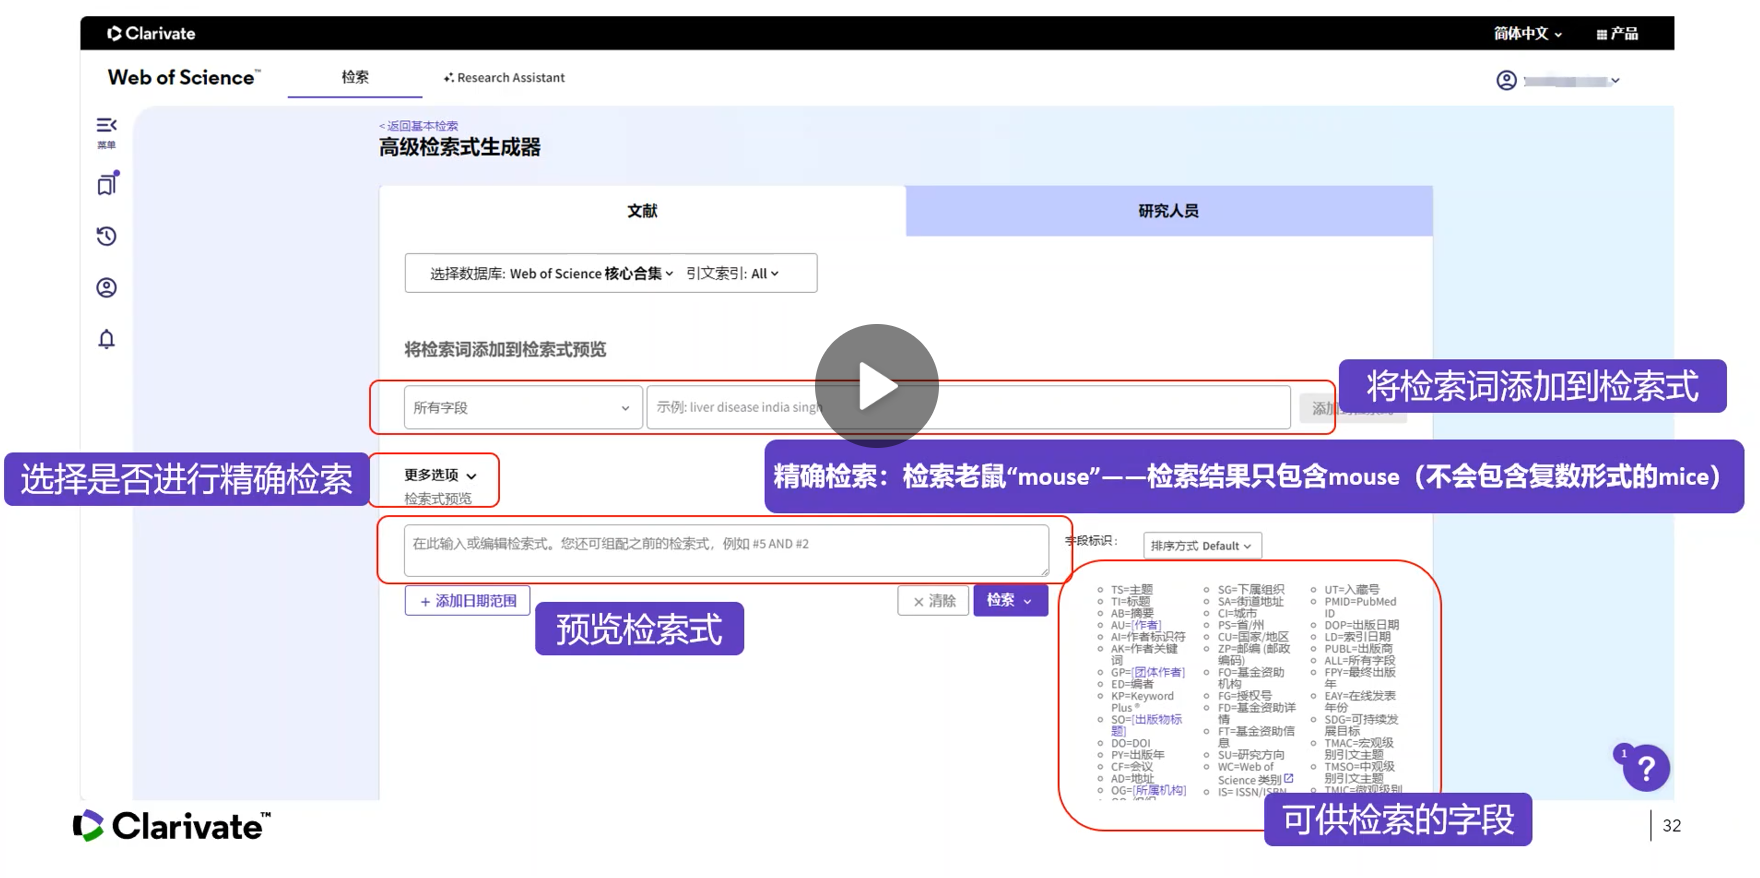 Clarivate
简体中文
产品
Web of Science™
检索
Research Assistant
菜单
<返回基本检索
高级检索式生成器
文献
研究人员
选择数据库: Web of Science 核心合集
引文索引: All
将检索词添加到检索式预览
所有字段
示例: liver disease india singh
将检索词添加到检索式
选择是否进行精确检索
更多选项
检索式预览
精确检索：检索老鼠“mouse”——检索结果只包含mouse（不会包含复数形式的mice）
在此输入或编辑检索式。您还可组配之前的检索式，例如 #5 AND #2
字段标识:
排序方式 Default
+ 添加日期范围
× 清除
检索
预览检索式
TS=主题
TI=标题
AB=摘要
AU=[作者]
AI=作者标识符
AK=作者关键
词
GP=[团体作者]
ED=编者
KP=Keyword
Plus ®
SO=[出版物标
题]
DO=DOI
PY=出版年
CF=会议
AD=地址
OG=[所属机构]
SG=下属组织
SA=街道地址
CI=城市
PS=省/州
CU=国家/地区
ZP=邮编 (邮政
编码)
FO=基金资助
机构
FG=授权号
FD=基金资助详
情
FT=基金资助信
息
SU=研究方向
WC=Web of
Science 类别
IS= ISSN/ISBN
UT=入藏号
PMID=PubMed
ID
DOP=出版日期
LD=索引日期
PUBL=出版商
ALL=所有字段
FPY=最终出版
年
EAY=在线发表
年份
SDG=可持续发
展目标
TMAC=宏观级
别引文主题
TMSO=中观级
别引文主题
TMIC=微观级别
可供检索的字段
1
?
Clarivate™
32